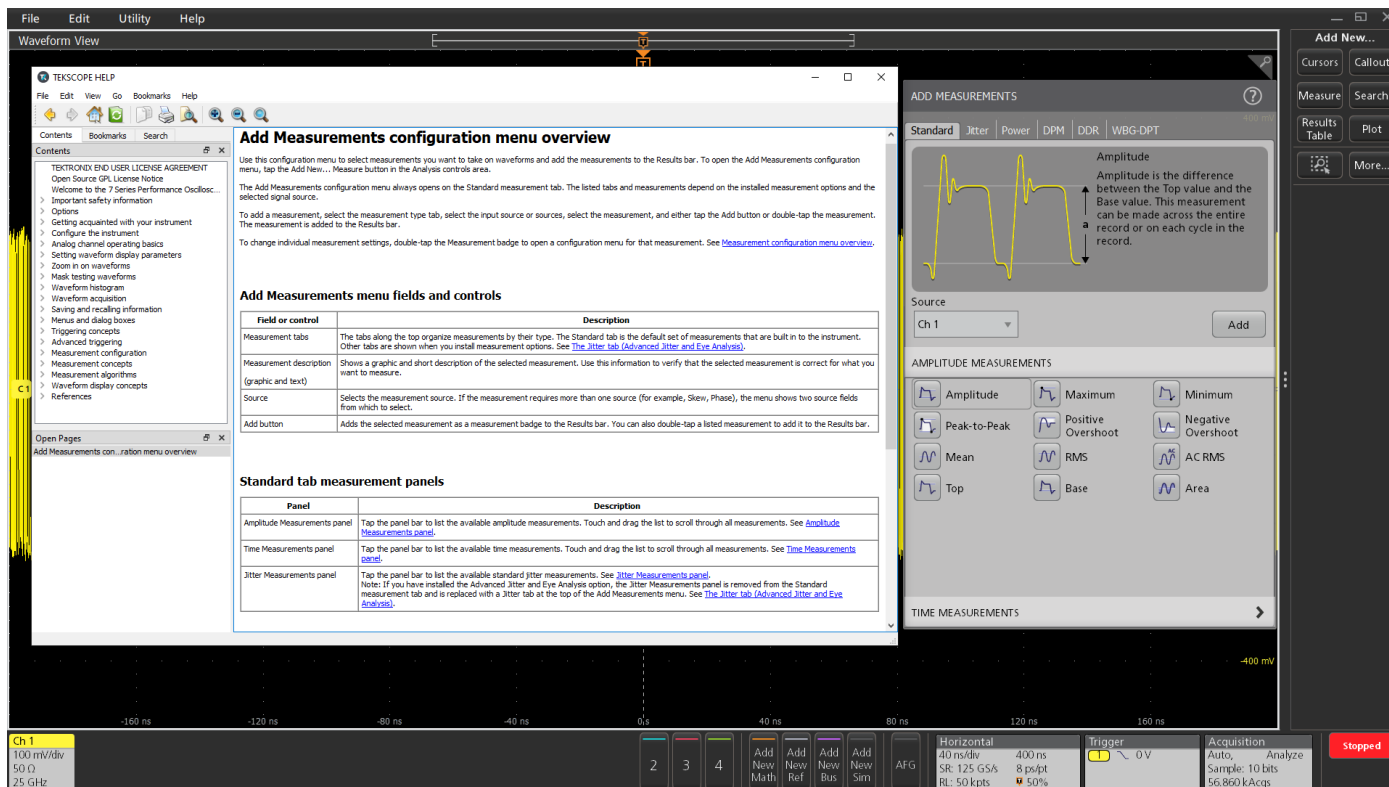 File Edit Utility Help
Waveform View
T
T
Add New...
Cursors Callout
Measure Search
Results Table Plot
More...
TEKSCOPE HELP
File Edit View Go Bookmarks Help
Contents Bookmarks Search
Contents
TEKTRONIX END USER LICENSE AGREEMENT
Open Source GPL License Notice
Welcome to the 7 Series Performance Oscillosc...
Important safety information
Options
Getting acquainted with your instrument
Configure the instrument
Analog channel operating basics
Setting waveform display parameters
Zoom in on waveforms
Mask testing waveforms
Waveform histogram
Waveform acquisition
Saving and recalling information
Menus and dialog boxes
Triggering concepts
Advanced triggering
Measurement configuration
Measurement concepts
Measurement algorithms
Waveform display concepts
References
Open Pages
Add Measurements con...ration menu overview
Add Measurements configuration menu overview
Use this configuration menu to select measurements you want to take on waveforms and add the measurements to the Results bar. To open the Add Measurements configuration
menu, tap the Add New... Measure button in the Analysis controls area.
The Add Measurements configuration menu always opens on the Standard measurement tab. The listed tabs and measurements depend on the installed measurement options and the
selected signal source.
To add a measurement, select the measurement type tab, select the input source or sources, select the measurement, and either tap the Add button or double-tap the measurement.
The measurement is added to the Results bar.
To change individual measurement settings, double-tap the Measurement badge to open a configuration menu for that measurement. See Measurement configuration menu overview.
Add Measurements menu fields and controls
Field or control Description
Measurement tabs The tabs along the top organize measurements by their type. The Standard tab is the default set of measurements that are built in to the instrument.
Other tabs are shown when you install measurement options. See The Jitter tab (Advanced Jitter and Eye Analysis).
Measurement description Shows a graphic and short description of the selected measurement. Use this information to verify that the selected measurement is correct for what you
(graphic and text) want to measure.
Source Selects the measurement source. If the measurement requires more than one source (for example, Skew, Phase), the menu shows two source fields
from which to select.
Add button Adds the selected measurement as a measurement badge to the Results bar. You can also double-tap a listed measurement to add it to the Results bar.
Standard tab measurement panels
Panel Description
Amplitude Measurements panel Tap the panel bar to list the available amplitude measurements. Touch and drag the list to scroll through all measurements. See Amplitude
Measurements panel.
Time Measurements panel Tap the panel bar to list the available time measurements. Touch and drag the list to scroll through all measurements. See Time Measurements
panel.
Jitter Measurements panel Tap the panel bar to list the available standard jitter measurements. See Jitter Measurements panel.
Note: If you have installed the Advanced Jitter and Eye Analysis option, the Jitter Measurements panel is removed from the Standard
measurement tab and is replaced with a Jitter tab at the top of the Add Measurements menu. See The Jitter tab (Advanced Jitter and Eye
Analysis).
ADD MEASUREMENTS ?
400 mV
Standard Jitter Power DPM DDR WBG-DPT
Amplitude
Amplitude is the difference
between the Top value and the
Base value. This measurement
can be made across the entire
a record or on each cycle in the
record.
Source
Ch 1 Add
AMPLITUDE MEASUREMENTS
Amplitude Maximum Minimum
Peak-to-Peak Positive Overshoot Negative Overshoot
Mean RMS AC RMS
Top Base Area
TIME MEASUREMENTS
C 1
-400 mV
-160 ns -120 ns -80 ns -40 ns 0 s 40 ns 80 ns 120 ns 160 ns
Ch 1
100 mV/div
50 Ω
25 GHz
2 3 4
Add New Math
Add New Ref
Add New Bus
Add New Sim
AFG
Horizontal
40 ns/div 400 ns
SR: 125 GS/s 8 ps/pt
RL: 50 kpts 50%
Trigger
1 0 V
Acquisition
Auto, Analyze
Sample: 10 bits
56.860 kAcqs
Stopped